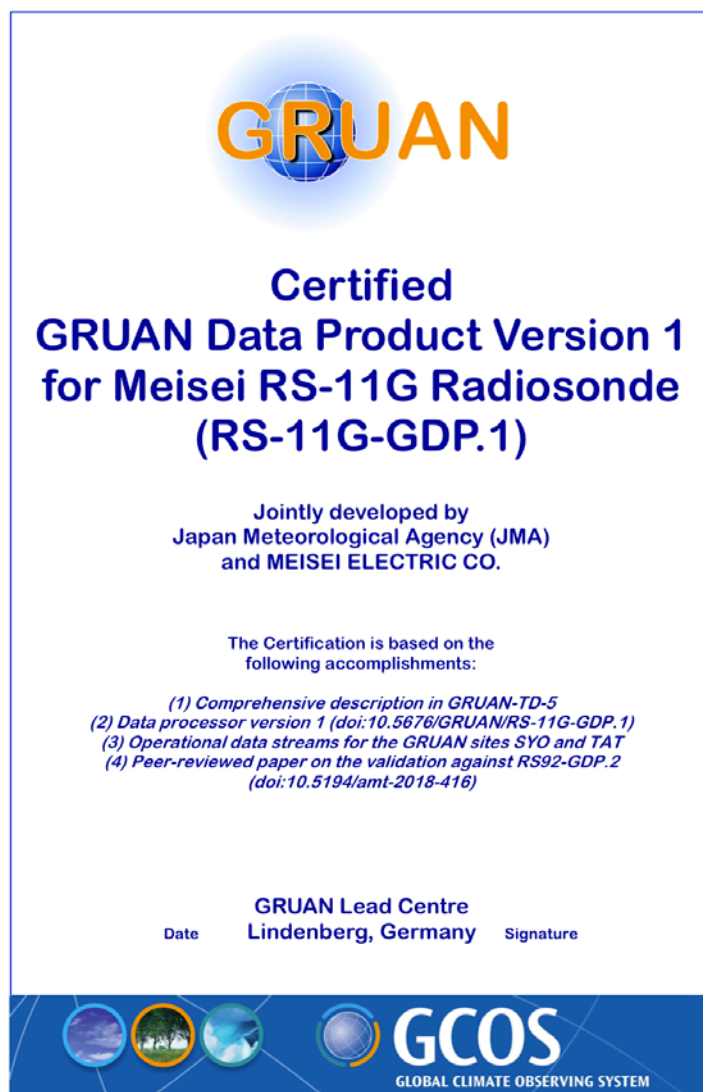 GRUAN
Certified
GRUAN Data Product Version 1
for Meisei RS-11G Radiosonde
(RS-11G-GDP.1)
Jointly developed by
Japan Meteorological Agency (JMA)
and MEISEI ELECTRIC CO.
The Certification is based on the
following accomplishments:
(1) Comprehensive description in GRUAN-TD-5
(2) Data processor version 1 (doi:10.5676/GRUAN/RS-11G-GDP.1)
(3) Operational data streams for the GRUAN sites SYO and TAT
(4) Peer-reviewed paper on the validation against RS92-GDP.2
(doi:10.5194/amt-2018-416)
GRUAN Lead Centre
Date Lindenberg, Germany Signature
GCOS
GLOBAL CLIMATE OBSERVING SYSTEM